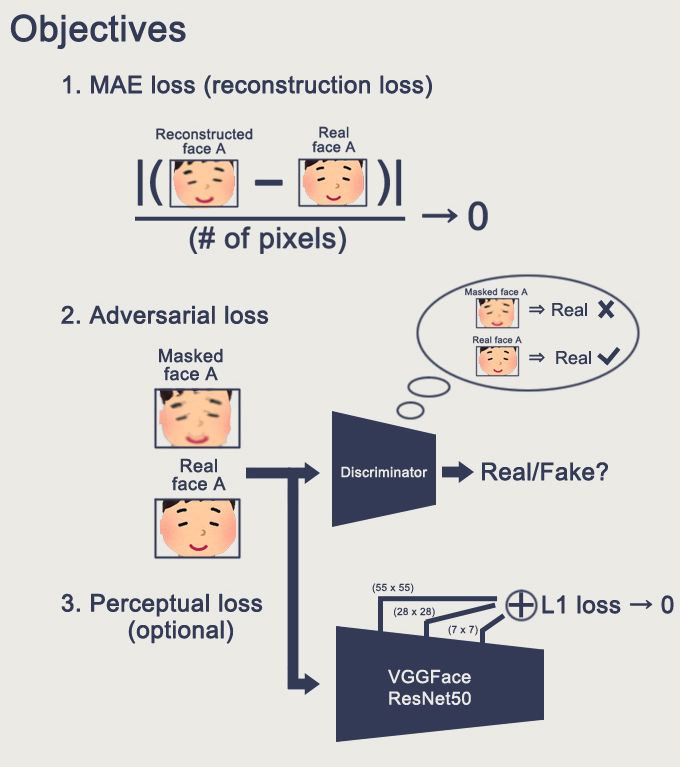 Objectives
1. MAE loss (reconstruction loss)
Reconstructed
face A
Real
face A
|( − )|
(# of pixels)
→ 0
2. Adversarial loss
Masked face A
⇒ Real ✘
Real face A
⇒ Real ✔
Masked
face A
Real
face A
Discriminator
Real/Fake?
3. Perceptual loss
(optional)
(55 x 55)
(28 x 28)
(7 x 7)
⊕ L1 loss → 0
VGGFace
ResNet50